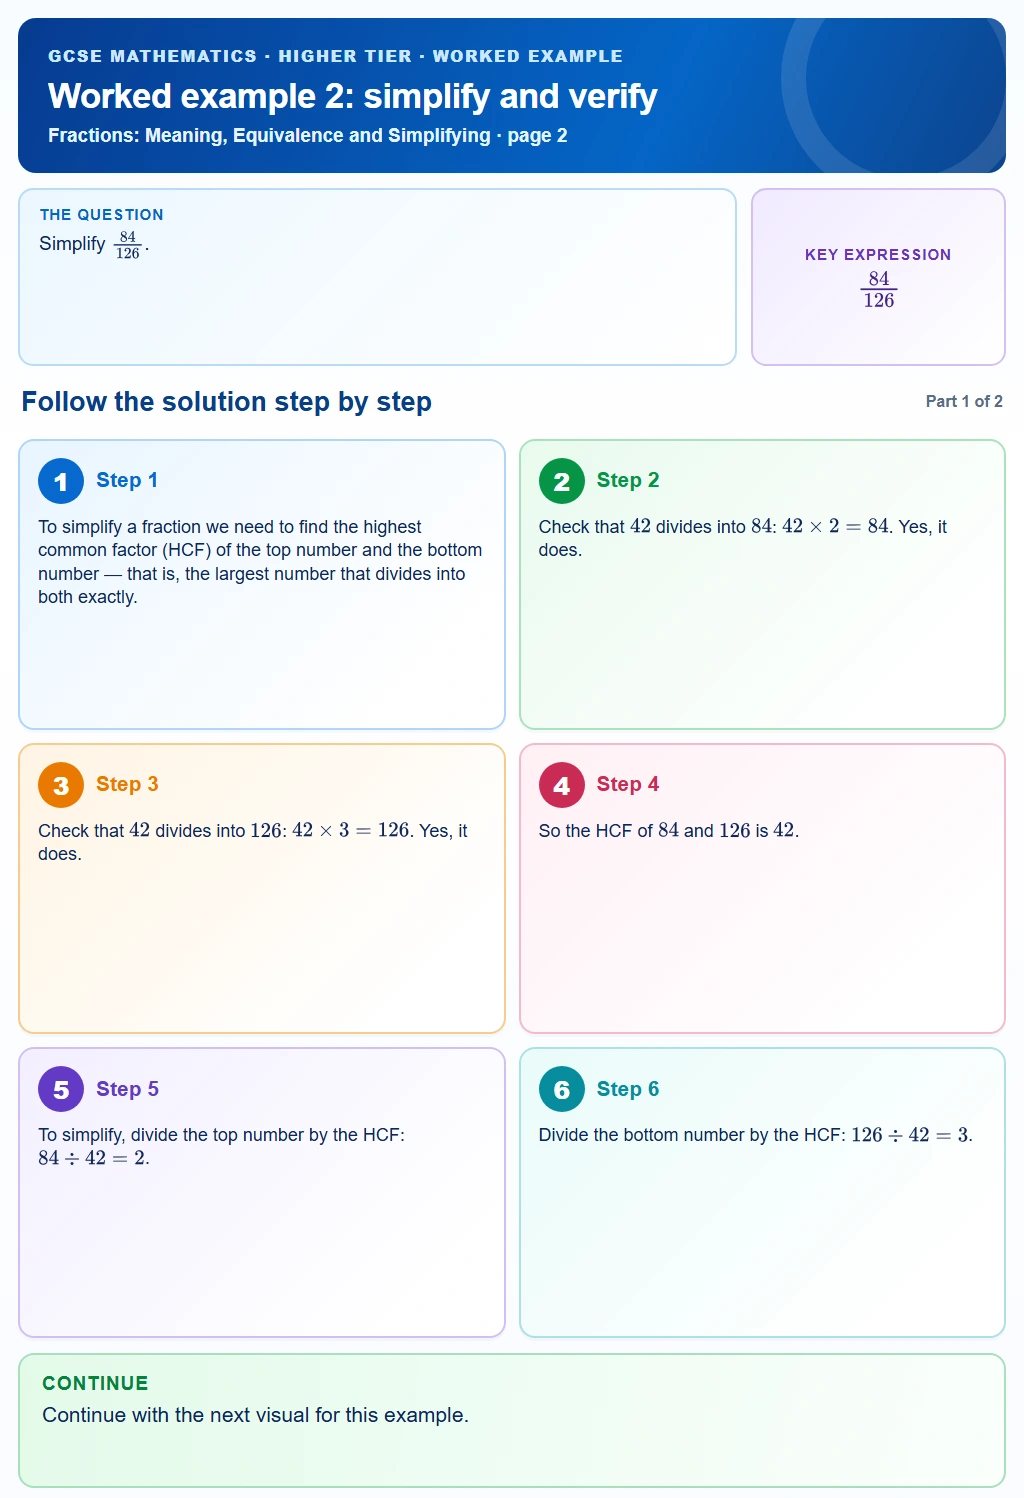 GCSE MATHEMATICS · HIGHER TIER · WORKED EXAMPLE
Worked example 2: simplify and verify
Fractions: Meaning, Equivalence and Simplifying · page 2
THE QUESTION
Simplify 84/126.
KEY EXPRESSION
84
126
Follow the solution step by step
Part 1 of 2
1 Step 1
To simplify a fraction we need to find the highest
common factor (HCF) of the top number and the bottom
number — that is, the largest number that divides into
both exactly.
2 Step 2
Check that 42 divides into 84: 42 × 2 = 84. Yes, it
does.
3 Step 3
Check that 42 divides into 126: 42 × 3 = 126. Yes, it
does.
4 Step 4
So the HCF of 84 and 126 is 42.
5 Step 5
To simplify, divide the top number by the HCF:
84 ÷ 42 = 2.
6 Step 6
Divide the bottom number by the HCF: 126 ÷ 42 = 3.
CONTINUE
Continue with the next visual for this example.